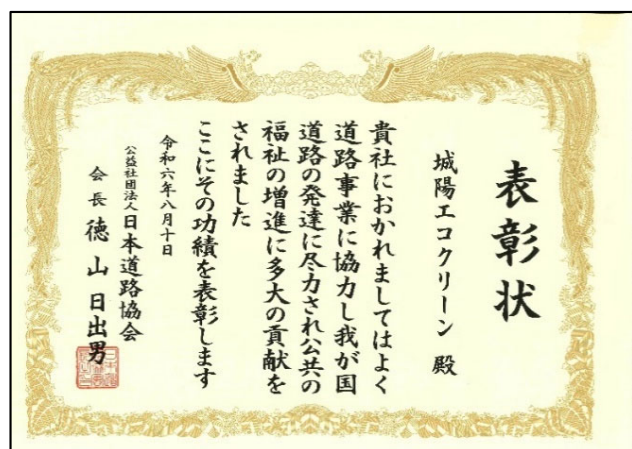 表彰状
城陽エコクリーン 殿
貴社におかれましてはよく
道路事業に協力し我が国
道路の発達に尽力され公共の
福祉の増進に多大の貢献を
されました
ここにその功績を表彰します
令和六年八月十日
公益社団法人日本道路協会
会長 徳山日出男